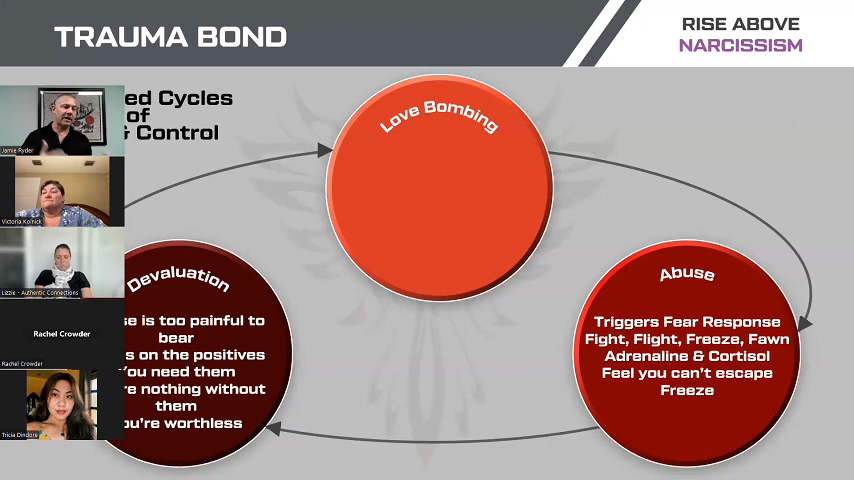 TRAUMA BOND
RISE ABOVE
NARCISSISM
ed Cycles
of
& Control
Love Bombing
Jamie Ryder
Victoria Kolnick
Lizzie - Authentic Connections
Rachel Crowder
Rachel Crowder
Tricia Dindore
Devaluation
se is too painful to
bear
s on the positives
You need them
re nothing without
them
ou're worthless
Abuse
Triggers Fear Response
Fight, Flight, Freeze, Fawn
Adrenaline & Cortisol
Feel you can't escape
Freeze